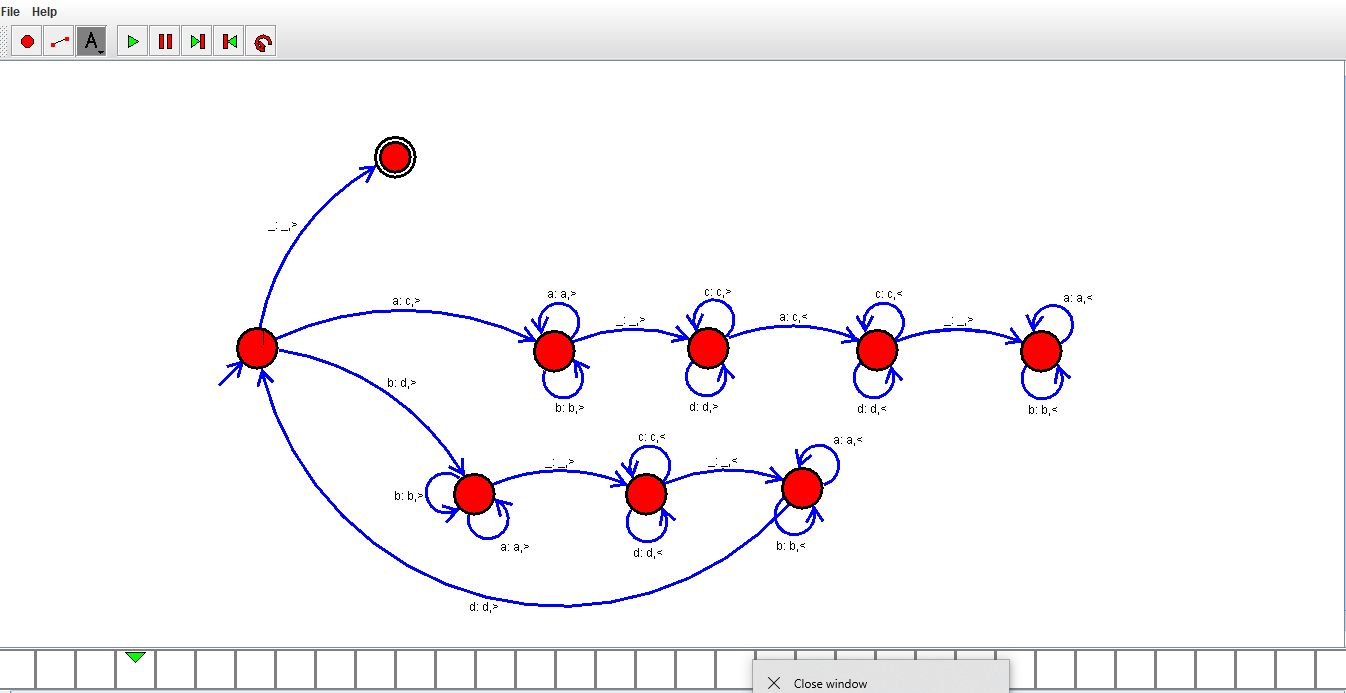 File Help
A
_: _,>
a: c,>
a: a,>
_: _,>
c: c,>
a: c,<
c: c,<
_: _,>
a: a,<
b: b,>
d: d,>
d: d,<
b: b,<
b: d,>
b: b,>
a: a,>
_: _,>
c: c,<
d: d,<
_: _,<
a: a,<
b: b,<
d: d,>
Close window